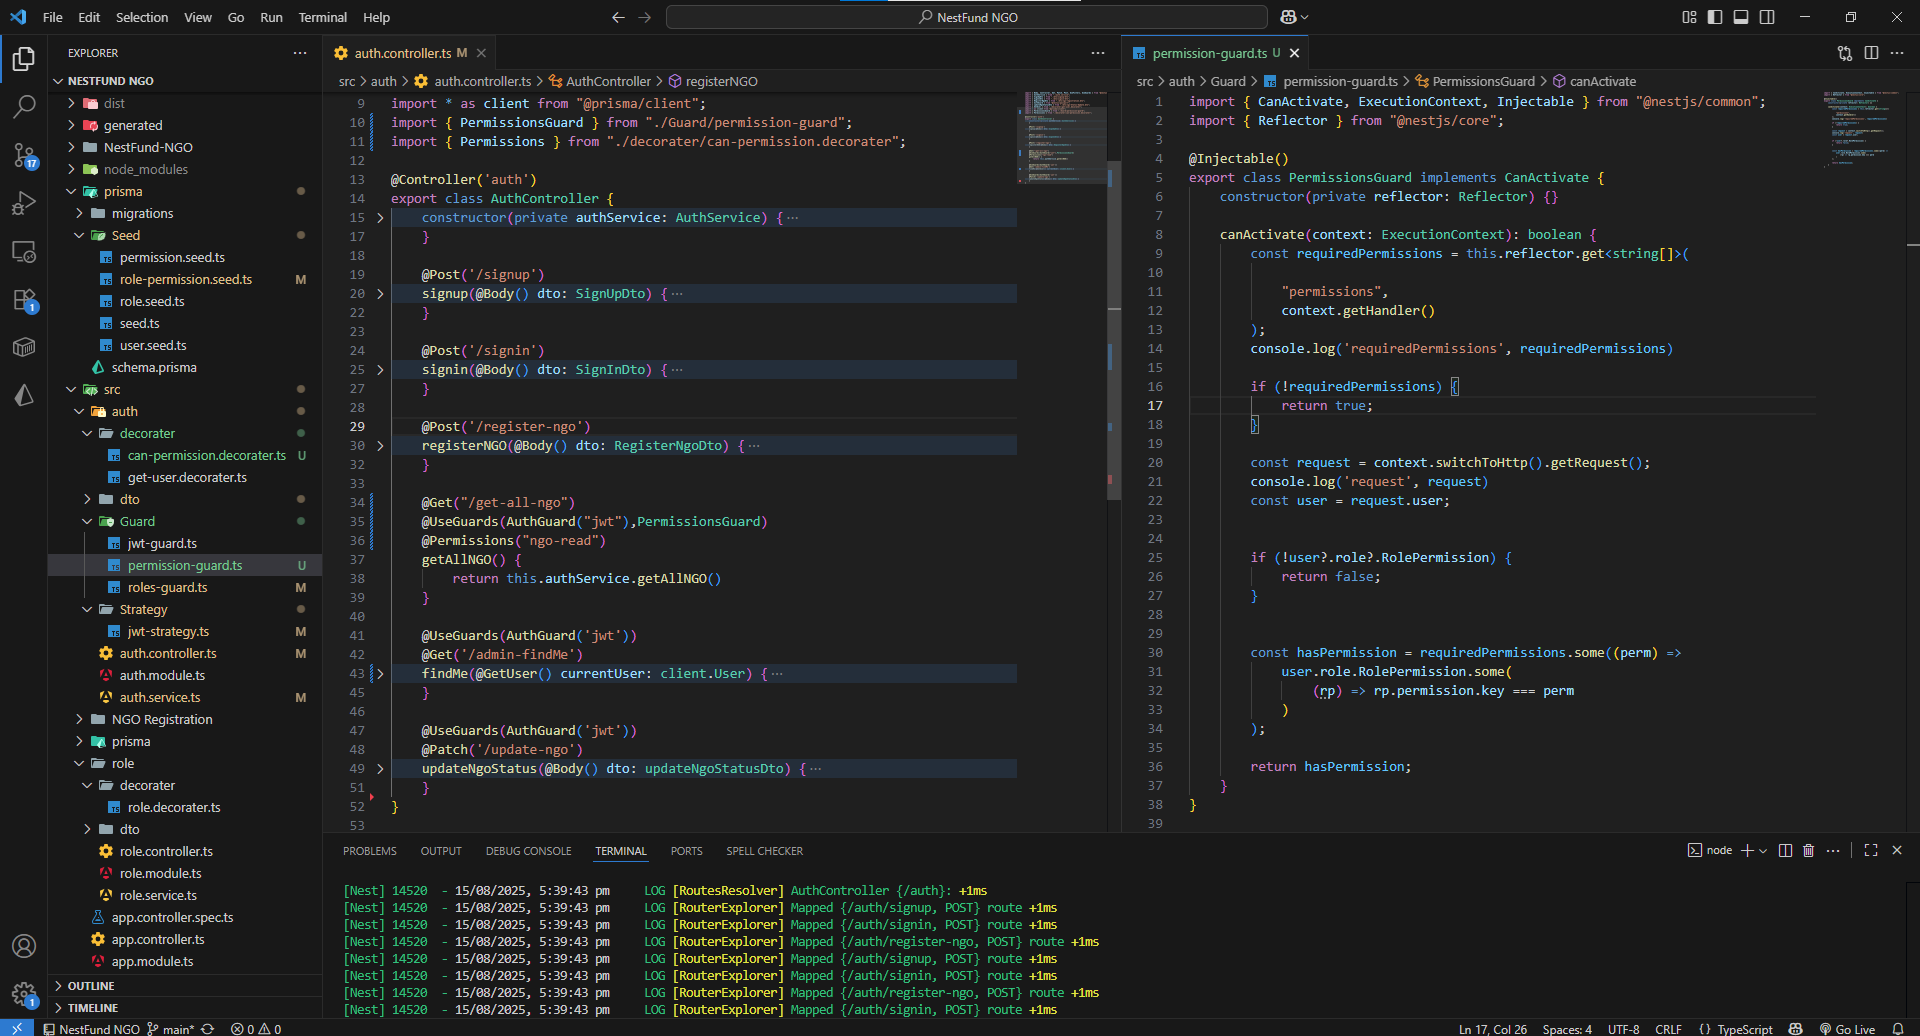 File Edit Selection View Go Run Terminal Help
NestFund NGO
EXPLORER
NESTFUND NGO
dist
generated
NestFund-NGO
node_modules
prisma
migrations
Seed
permission.seed.ts
role-permission.seed.ts M
role.seed.ts
seed.ts
user.seed.ts
schema.prisma
src
auth
decorater
can-permission.decorater.ts U
get-user.decorater.ts
dto
Guard
jwt-guard.ts
permission-guard.ts U
roles-guard.ts M
Strategy
jwt-strategy.ts M
auth.controller.ts M
auth.module.ts
auth.service.ts M
NGO Registration
prisma
role
decorater
role.decorater.ts
dto
role.controller.ts
role.module.ts
role.service.ts
app.controller.spec.ts
app.controller.ts
app.module.ts
OUTLINE
TIMELINE
17
1
1
auth.controller.ts M
src > auth > auth.controller.ts > AuthController > registerNGO
9 import * as client from "@prisma/client";
10 import { PermissionsGuard } from "./Guard/permission-guard";
11 import { Permissions } from "./decorater/can-permission.decorater";
12
13 @Controller('auth')
14 export class AuthController {
15 constructor(private authService: AuthService) { ···
17 }
18
19 @Post('/signup')
20 signup(@Body() dto: SignUpDto) { ···
22 }
23
24 @Post('/signin')
25 signin(@Body() dto: SignInDto) { ···
27 }
28
29 @Post('/register-ngo')
30 registerNGO(@Body() dto: RegisterNgoDto) { ···
32 }
33
34 @Get("/get-all-ngo")
35 @UseGuards(AuthGuard("jwt"),PermissionsGuard)
36 @Permissions("ngo-read")
37 getAllNGO() {
38 return this.authService.getAllNGO()
39 }
40
41 @UseGuards(AuthGuard('jwt'))
42 @Get('/admin-findMe')
43 findMe(@GetUser() currentUser: client.User) { ···
45 }
46
47 @UseGuards(AuthGuard('jwt'))
48 @Patch('/update-ngo')
49 updateNgoStatus(@Body() dto: updateNgoStatusDto) { ···
51 }
52 }
53
permission-guard.ts U
src > auth > Guard > permission-guard.ts > PermissionsGuard > canActivate
1 import { CanActivate, ExecutionContext, Injectable } from "@nestjs/common";
2 import { Reflector } from "@nestjs/core";
3
4 @Injectable()
5 export class PermissionsGuard implements CanActivate {
6 constructor(private reflector: Reflector) {}
7
8 canActivate(context: ExecutionContext): boolean {
9 const requiredPermissions = this.reflector.get<string[]>(
10
11 "permissions",
12 context.getHandler()
13 );
14 console.log('requiredPermissions', requiredPermissions)
15
16 if (!requiredPermissions) {
17 return true;
18 }
19
20 const request = context.switchToHttp().getRequest();
21 console.log('request', request)
22 const user = request.user;
23
24
25 if (!user?.role?.RolePermission) {
26 return false;
27 }
28
29
30 const hasPermission = requiredPermissions.some((perm) =>
31 user.role.RolePermission.some(
32 (rp) => rp.permission.key === perm
33 )
34 );
35
36 return hasPermission;
37 }
38 }
39
PROBLEMS OUTPUT DEBUG CONSOLE TERMINAL PORTS SPELL CHECKER
node
[Nest] 14520 - 15/08/2025, 5:39:43 pm LOG [RoutesResolver] AuthController {/auth}: +1ms
[Nest] 14520 - 15/08/2025, 5:39:43 pm LOG [RouterExplorer] Mapped {/auth/signup, POST} route +1ms
[Nest] 14520 - 15/08/2025, 5:39:43 pm LOG [RouterExplorer] Mapped {/auth/signin, POST} route +1ms
[Nest] 14520 - 15/08/2025, 5:39:43 pm LOG [RouterExplorer] Mapped {/auth/register-ngo, POST} route +1ms
[Nest] 14520 - 15/08/2025, 5:39:43 pm LOG [RouterExplorer] Mapped {/auth/signup, POST} route +1ms
[Nest] 14520 - 15/08/2025, 5:39:43 pm LOG [RouterExplorer] Mapped {/auth/signin, POST} route +1ms
[Nest] 14520 - 15/08/2025, 5:39:43 pm LOG [RouterExplorer] Mapped {/auth/register-ngo, POST} route +1ms
[Nest] 14520 - 15/08/2025, 5:39:43 pm LOG [RouterExplorer] Mapped {/auth/signin, POST} route +1ms
NestFund NGO main* 0 0
Ln 17, Col 26 Spaces: 4 UTF-8 CRLF {} TypeScript Go Live